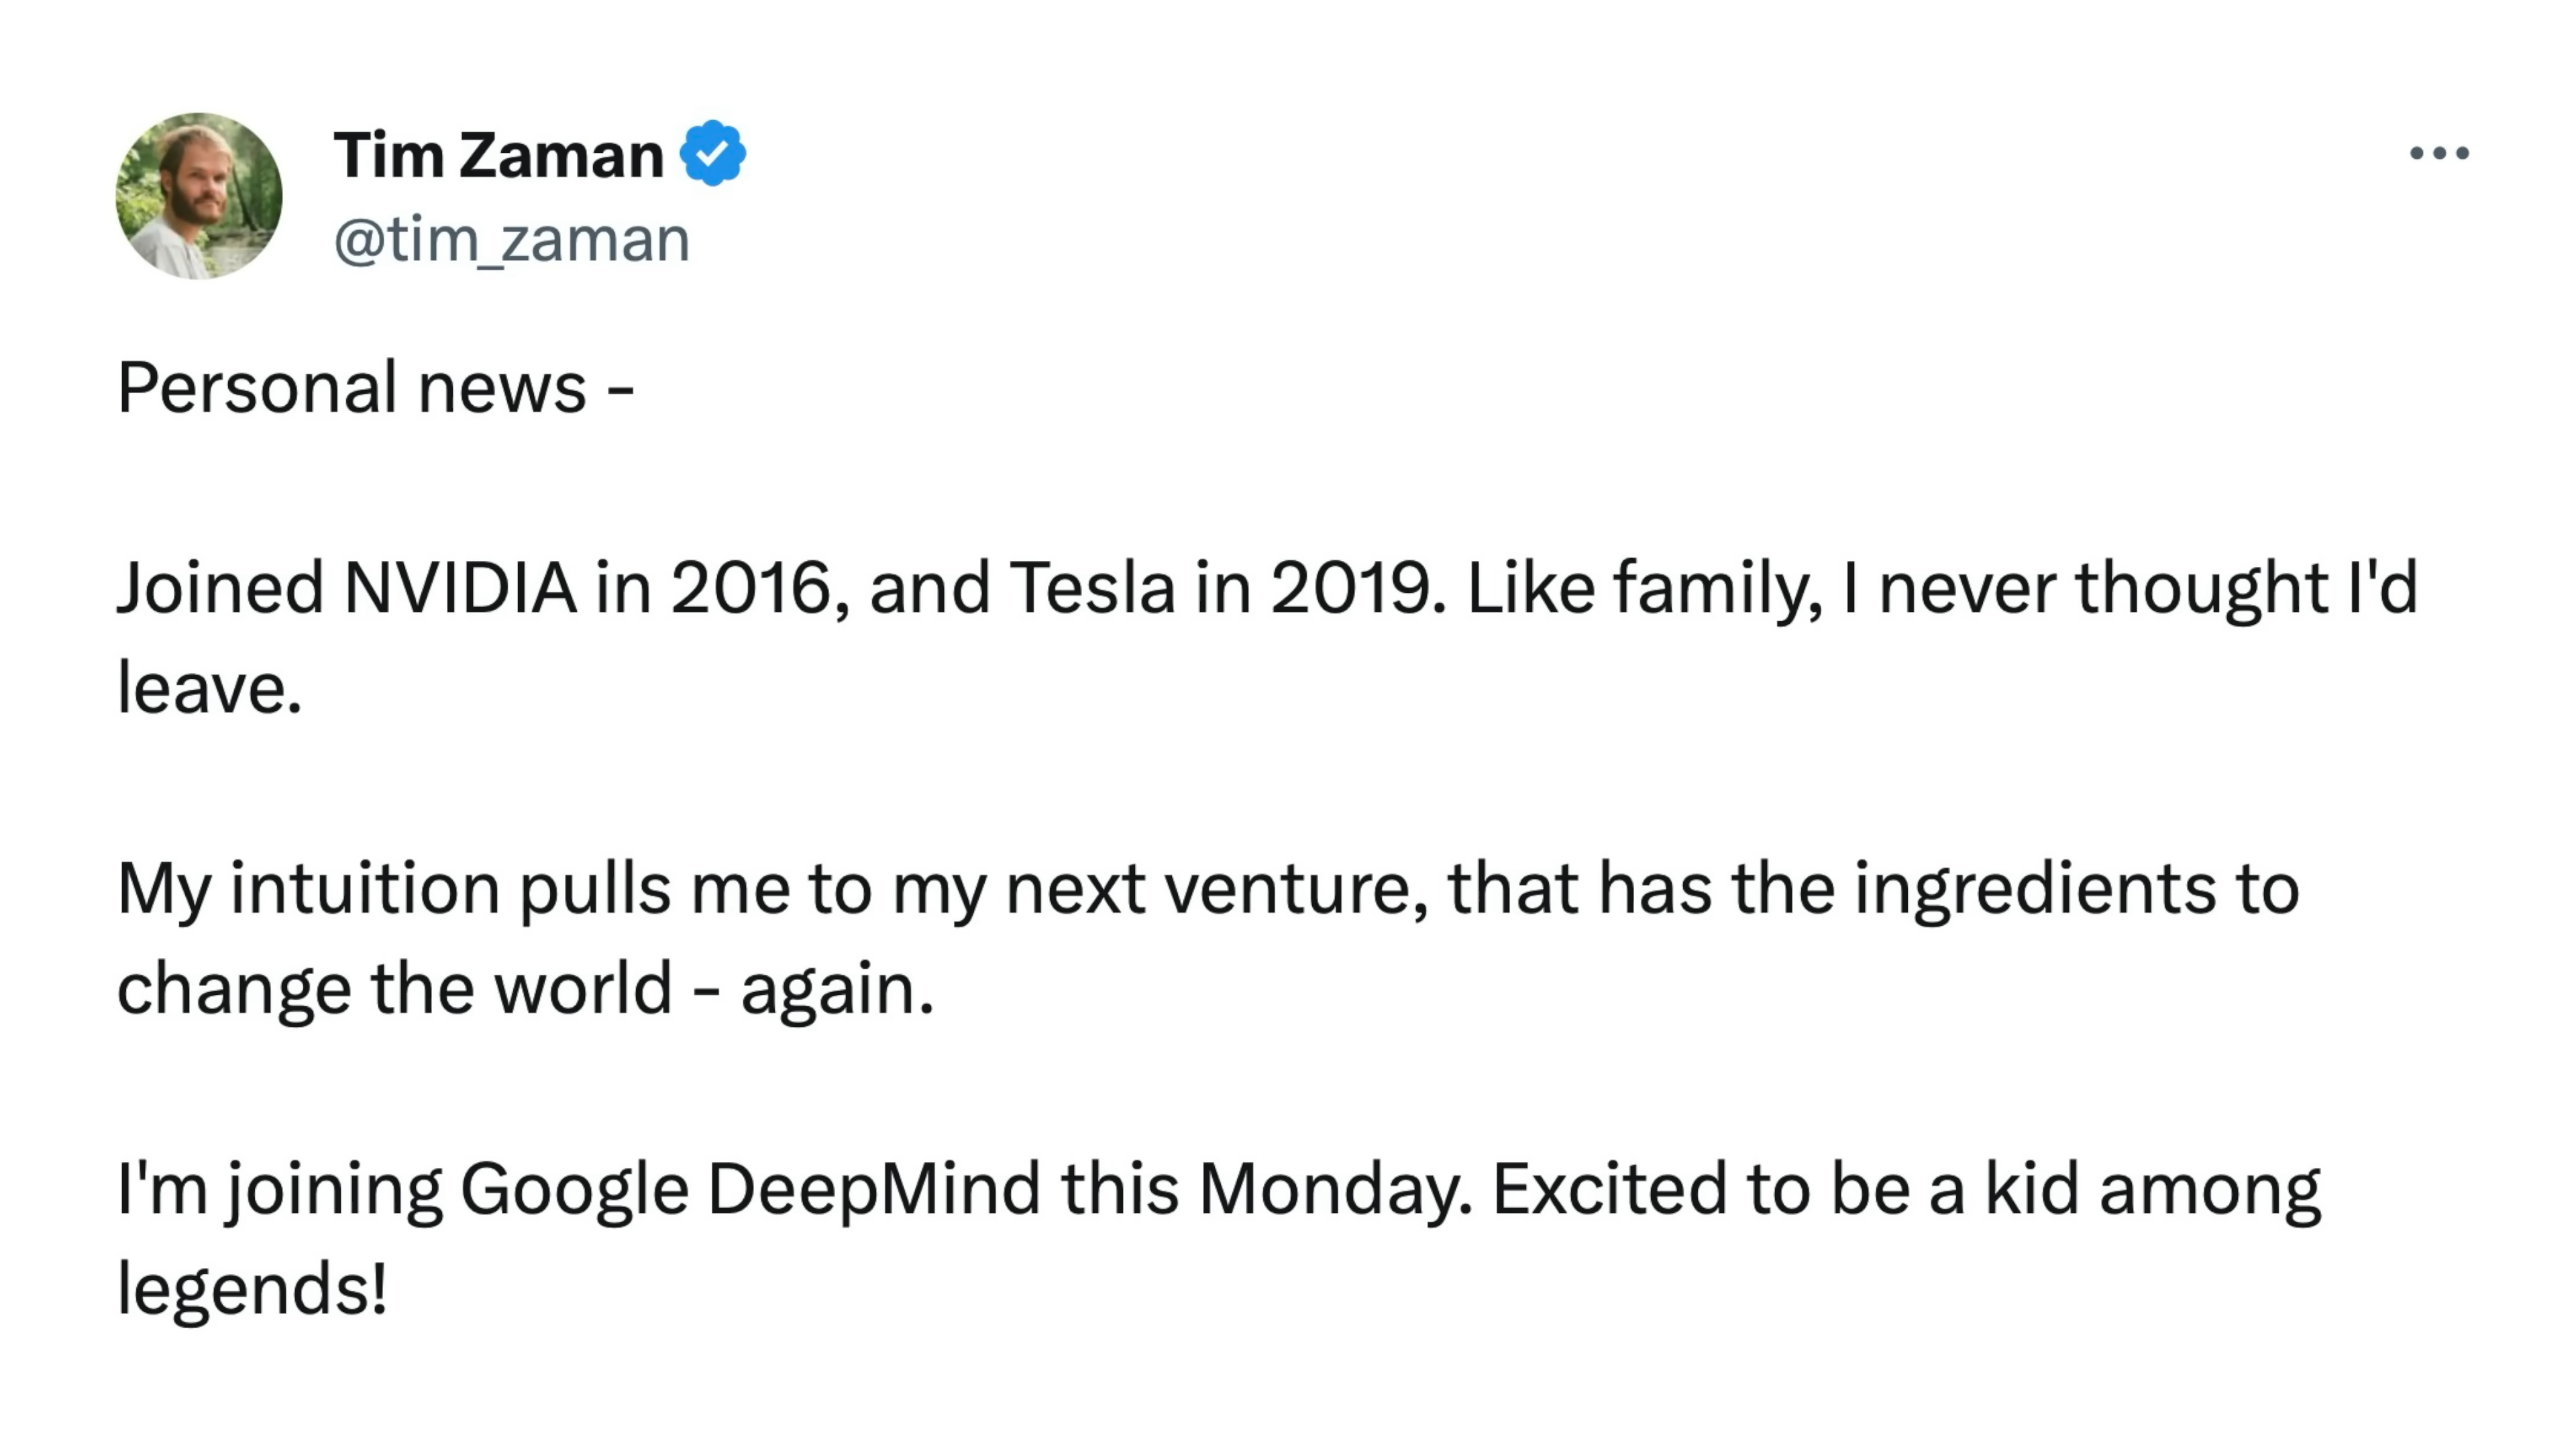 Tim Zaman
@tim_zaman
Personal news -
Joined NVIDIA in 2016, and Tesla in 2019. Like family, I never thought I'd
leave.
My intuition pulls me to my next venture, that has the ingredients to
change the world - again.
I'm joining Google DeepMind this Monday. Excited to be a kid among
legends!